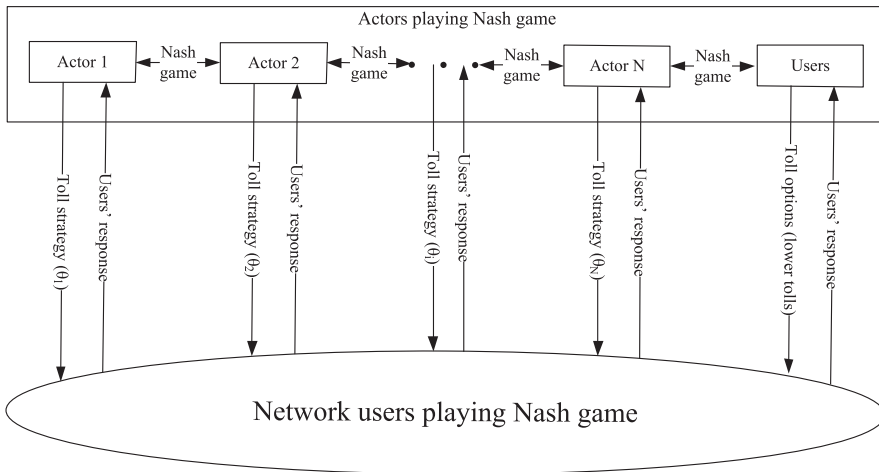 Actors playing Nash game
Actor 1
Nash
game
Actor 2
Nash
game
Nash
game
Actor N
Nash
game
Users
Toll strategy (θ₁)
Users' response
Toll strategy (θ₂)
Users' response
Toll strategy (θᵢ)
Users' response
Toll strategy (θ_N)
Users' response
Toll options (lower tolls)
Users' response
Network users playing Nash game